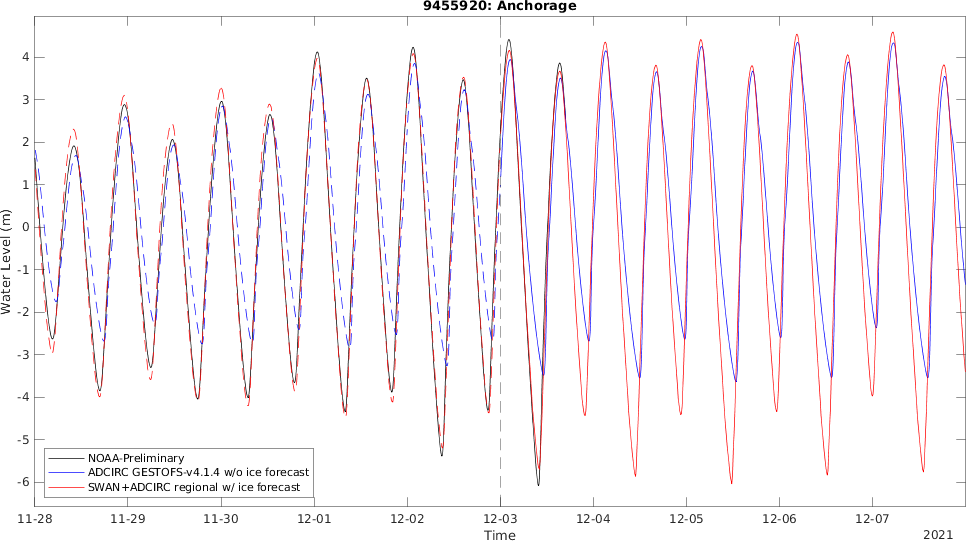 9455920: Anchorage
Water Level (m)
4
3
2
1
0
-1
-2
-3
-4
-5
-6
NOAA-Preliminary
ADCIRC GESTOFS-v4.1.4 w/o ice forecast
SWAN+ADCIRC regional w/ ice forecast
11-28 11-29 11-30 12-01 12-02 12-03 12-04 12-05 12-06 12-07
Time
2021